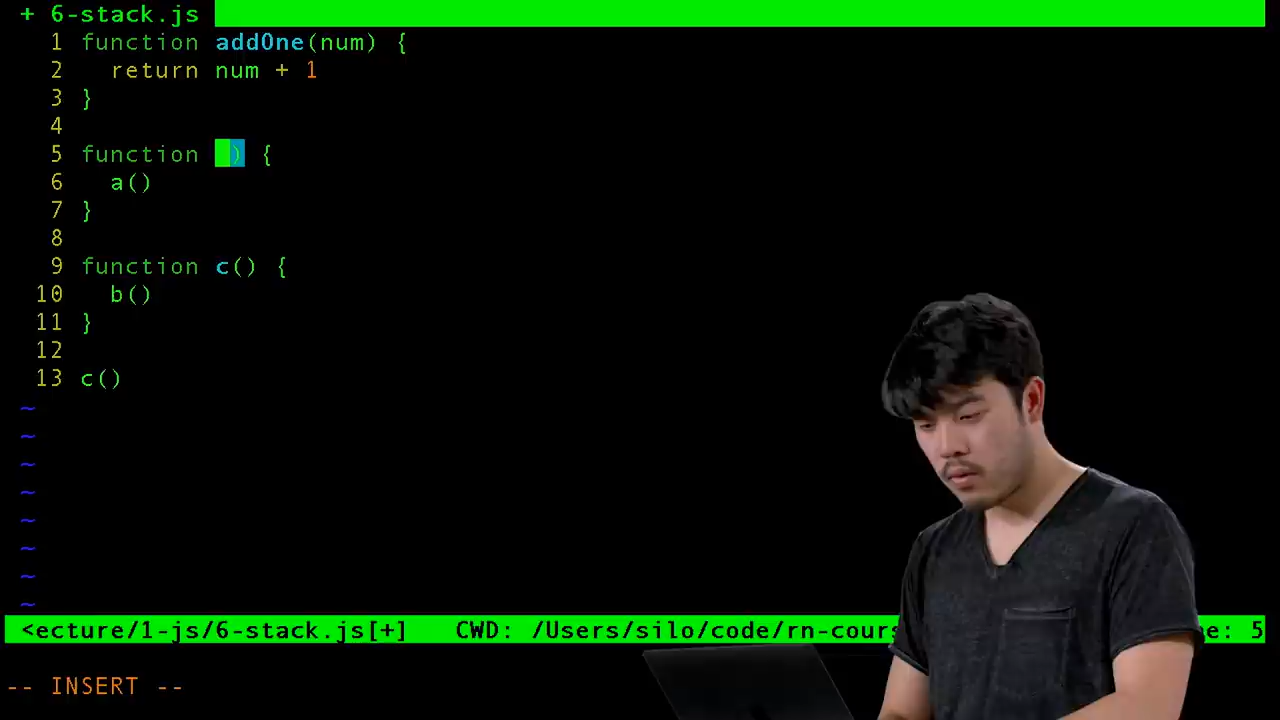 + 6-stack.js
1 function addOne(num) {
2   return num + 1
3 }
4
5 function  ) {
6   a()
7 }
8
9 function c() {
10   b()
11 }
12
13 c()
~
~
~
~
~
~
~
~
<ecture/1-js/6-stack.js[+]    CWD: /Users/silo/code/rn-cours e: 5
-- INSERT --